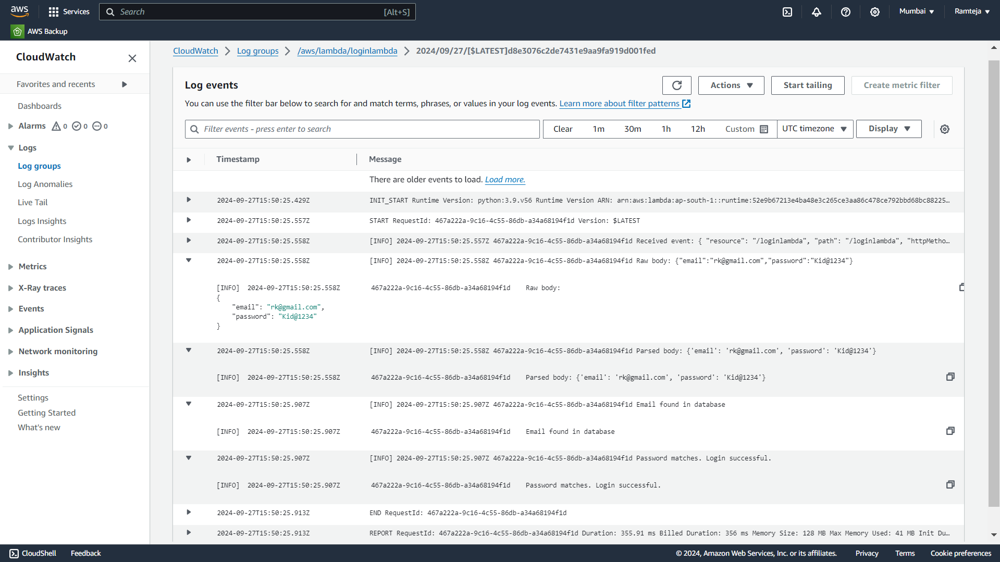 aws
Services
Search
[Alt+S]
Mumbai
Ramteja
AWS Backup
CloudWatch
Favorites and recents
Dashboards
Alarms 0 0 0
Logs
Log groups
Log Anomalies
Live Tail
Logs Insights
Contributor Insights
Metrics
X-Ray traces
Events
Application Signals
Network monitoring
Insights
Settings
Getting Started
What's new
CloudWatch Log groups /aws/lambda/loginlambda 2024/09/27/[$LATEST]d8e3076c2de7431e9aa9fa919d001fed
Log events
Actions
Start tailing
Create metric filter
You can use the filter bar below to search for and match terms, phrases, or values in your log events. Learn more about filter patterns
Filter events - press enter to search
Clear 1m 30m 1h 12h Custom UTC timezone Display
Timestamp Message
There are older events to load. Load more.
2024-09-27T15:50:25.429Z INIT_START Runtime Version: python:3.9.v56 Runtime Version ARN: arn:aws:lambda:ap-south-1::runtime:52e9b67213e4ba48e3c265ce3aa86c478ce792bbd68bc88225…
2024-09-27T15:50:25.557Z START RequestId: 467a222a-9c16-4c55-86db-a34a68194f1d Version: $LATEST
2024-09-27T15:50:25.558Z [INFO] 2024-09-27T15:50:25.557Z 467a222a-9c16-4c55-86db-a34a68194f1d Received event: { "resource": "/loginlambda", "path": "/loginlambda", "httpMetho…
2024-09-27T15:50:25.558Z [INFO] 2024-09-27T15:50:25.558Z 467a222a-9c16-4c55-86db-a34a68194f1d Raw body: {"email":"rk@gmail.com","password":"Kid@1234"}
[INFO] 2024-09-27T15:50:25.558Z 467a222a-9c16-4c55-86db-a34a68194f1d Raw body:
{
"email": "rk@gmail.com",
"password": "Kid@1234"
}
2024-09-27T15:50:25.558Z [INFO] 2024-09-27T15:50:25.558Z 467a222a-9c16-4c55-86db-a34a68194f1d Parsed body: {'email': 'rk@gmail.com', 'password': 'Kid@1234'}
[INFO] 2024-09-27T15:50:25.558Z 467a222a-9c16-4c55-86db-a34a68194f1d Parsed body: {'email': 'rk@gmail.com', 'password': 'Kid@1234'}
2024-09-27T15:50:25.907Z [INFO] 2024-09-27T15:50:25.907Z 467a222a-9c16-4c55-86db-a34a68194f1d Email found in database
[INFO] 2024-09-27T15:50:25.907Z 467a222a-9c16-4c55-86db-a34a68194f1d Email found in database
2024-09-27T15:50:25.907Z [INFO] 2024-09-27T15:50:25.907Z 467a222a-9c16-4c55-86db-a34a68194f1d Password matches. Login successful.
[INFO] 2024-09-27T15:50:25.907Z 467a222a-9c16-4c55-86db-a34a68194f1d Password matches. Login successful.
2024-09-27T15:50:25.913Z END RequestId: 467a222a-9c16-4c55-86db-a34a68194f1d
2024-09-27T15:50:25.913Z REPORT RequestId: 467a222a-9c16-4c55-86db-a34a68194f1d Duration: 355.91 ms Billed Duration: 356 ms Memory Size: 128 MB Max Memory Used: 41 MB Init Du…
CloudShell Feedback © 2024, Amazon Web Services, Inc. or its affiliates. Privacy Terms Cookie preferences